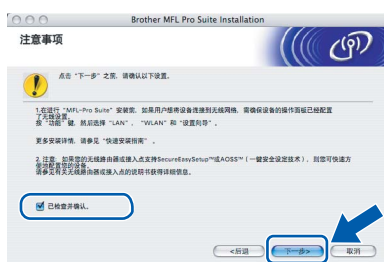 Brother MFL Pro Suite Installation
注意事项
点击“下一步”之前，请确认以下设置。
1.在进行“MFL-Pro Suite”安装前，如果用户想将设备连接到无线网络，需确保设备的操作面板已经配置
了无线设置。
按“功能”键，然后选择“LAN”、“WLAN”和“设置向导”。
更多安装详情，请参见“快速安装指南”。
2. 注意：如果您的无线路由器或接入点支持SecureEasySetup™或AOSS™（一键安全设定技术），则您可快速方
便地配置您的设备。
请参见有关无线路由器或接入点的说明书获得详细信息。
已检查并确认。
<后退
下一步>
取消